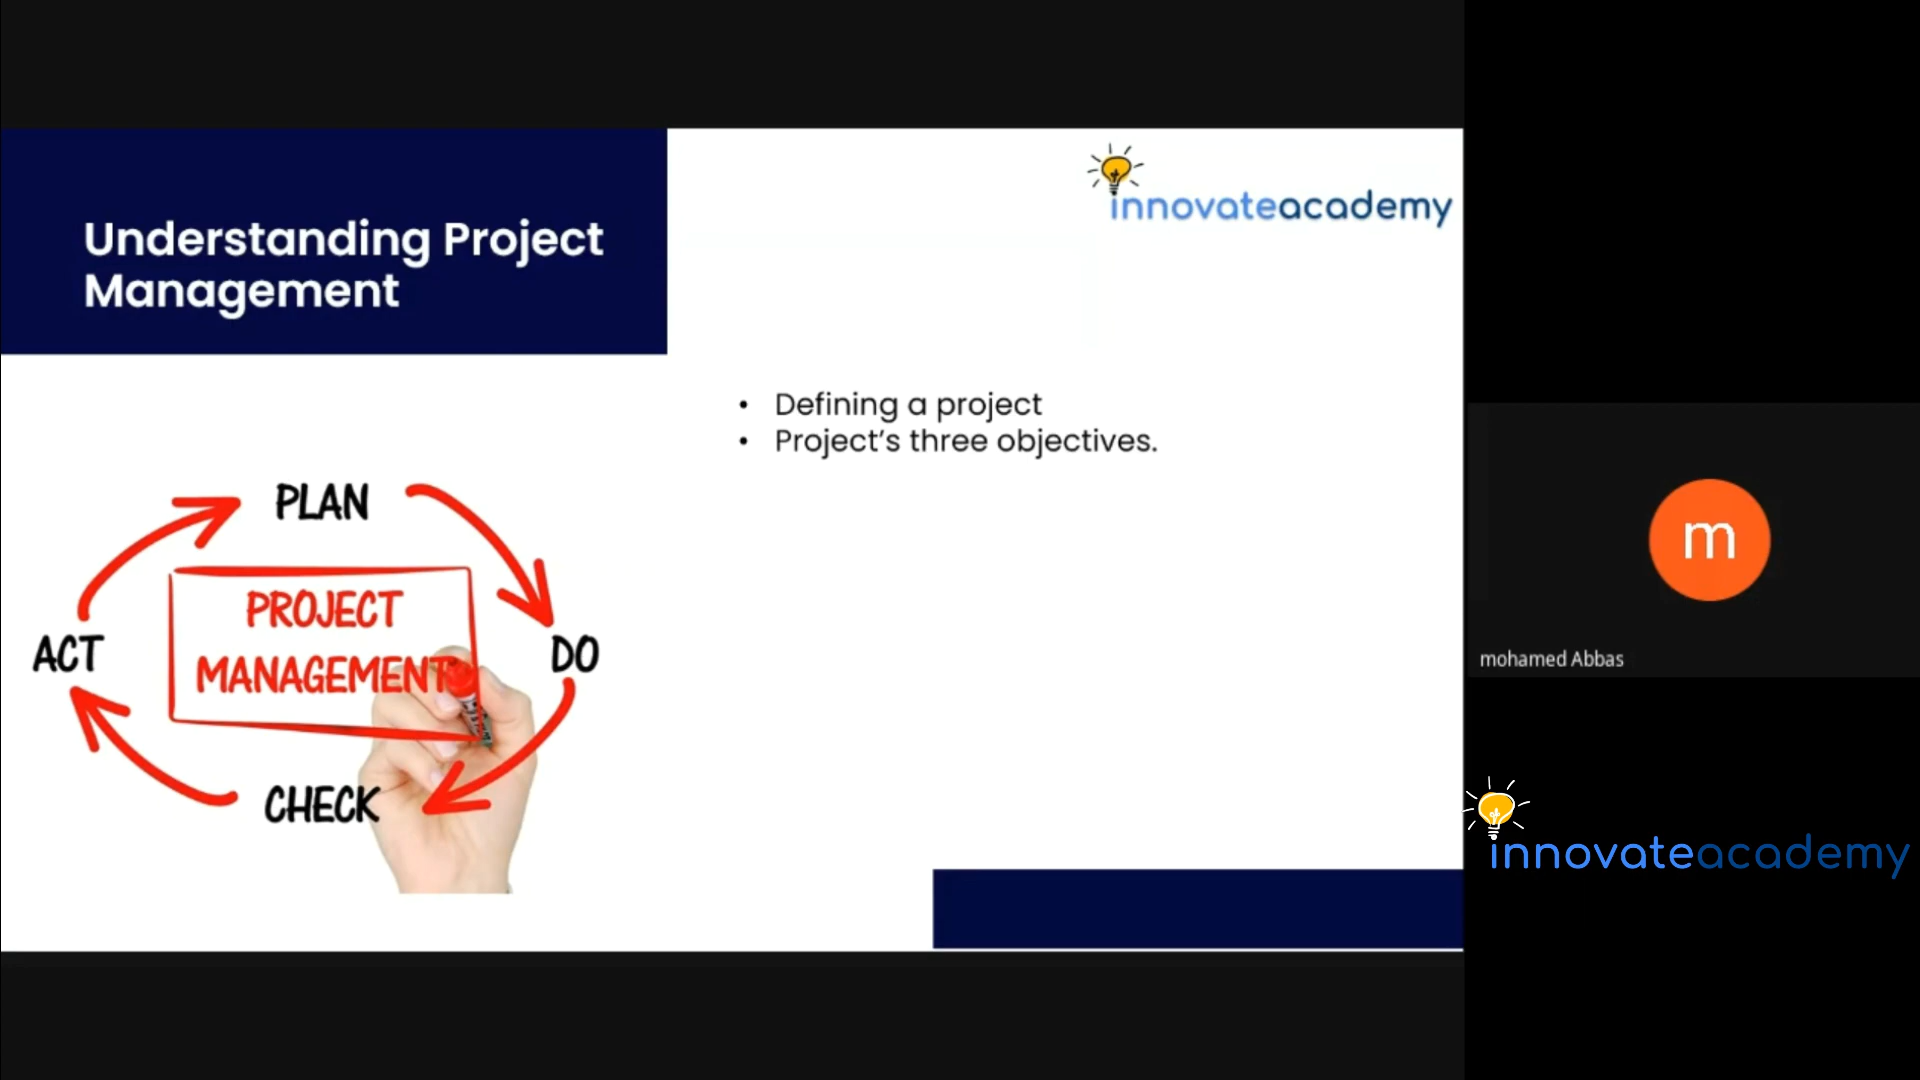 innovateacademy
Understanding Project
Management
• Defining a project
• Project's three objectives.
PLAN
PROJECT
MANAGEMENT
ACT
DO
CHECK
m
mohamed Abbas
innovateacademy